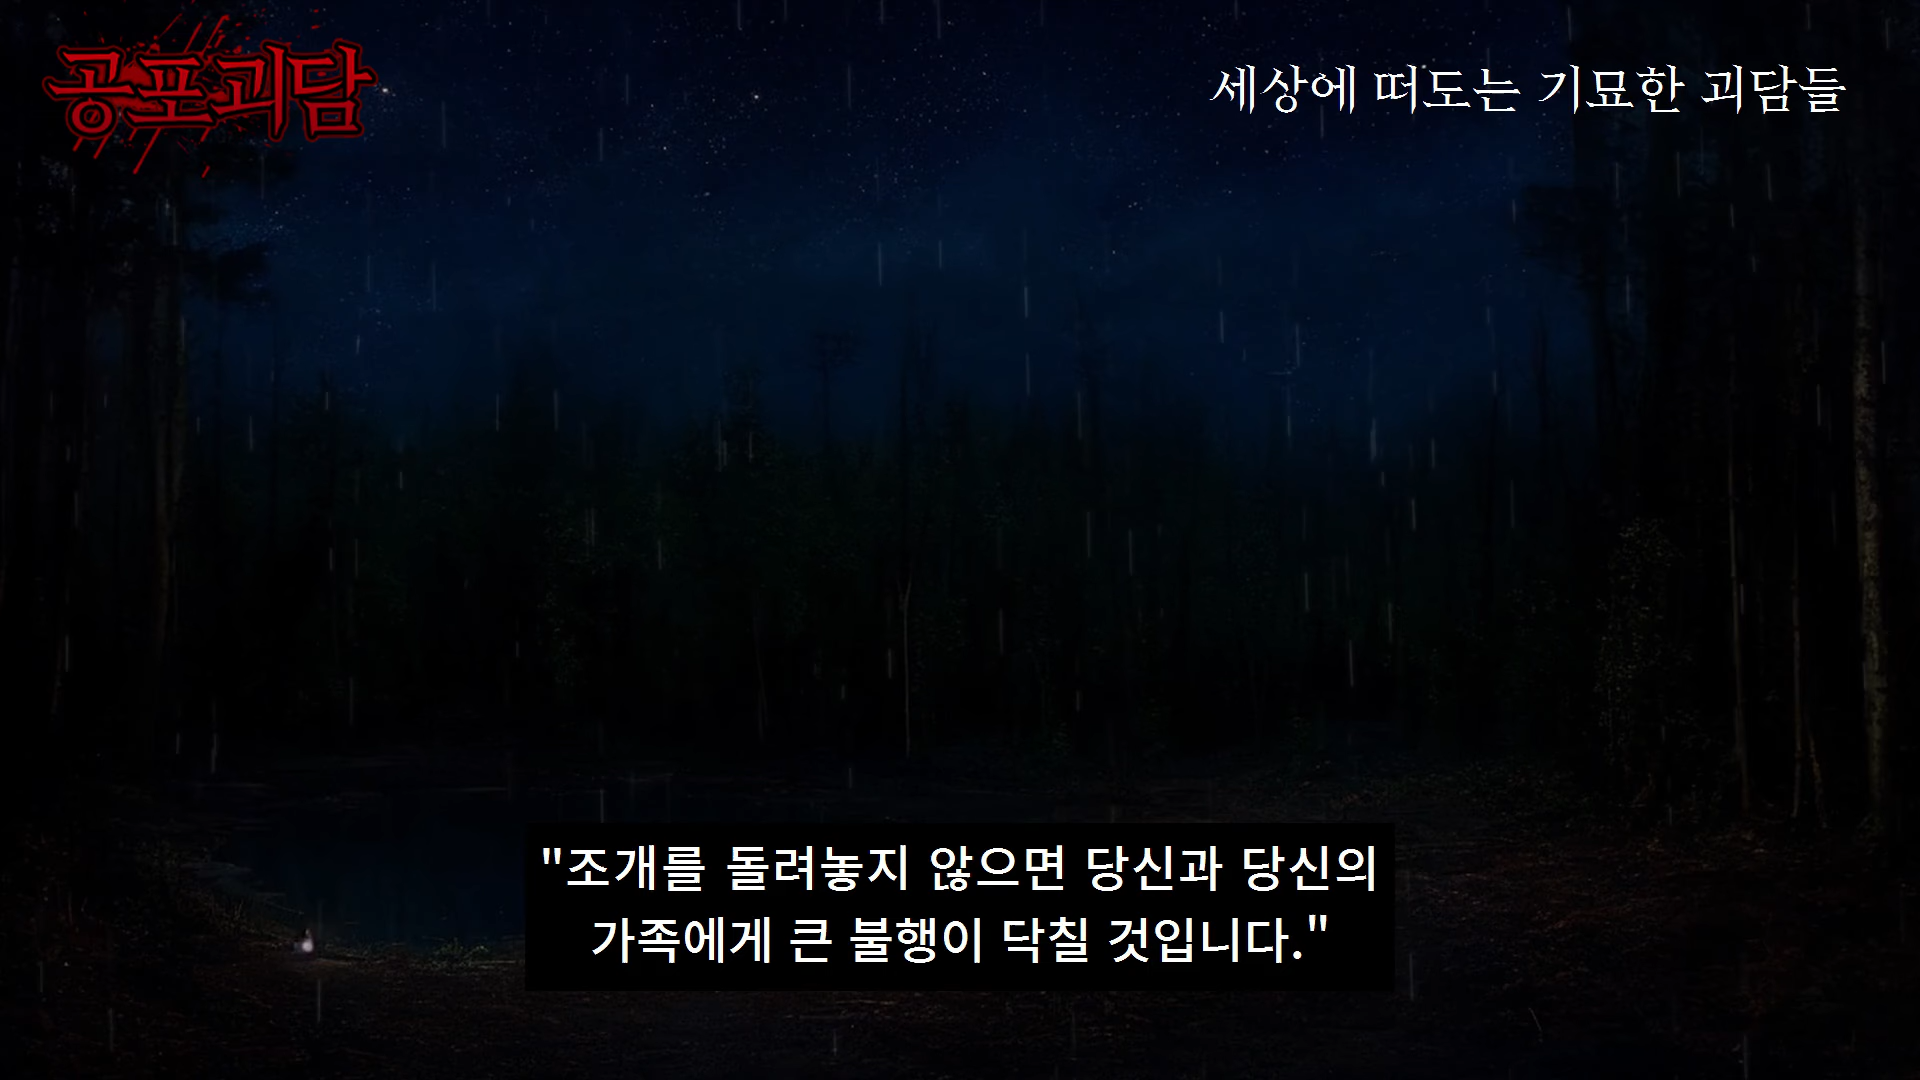 공포괴담
세상에 떠도는 기묘한 괴담들
"조개를 돌려놓지 않으면 당신과 당신의
가족에게 큰 불행이 닥칠 것입니다."